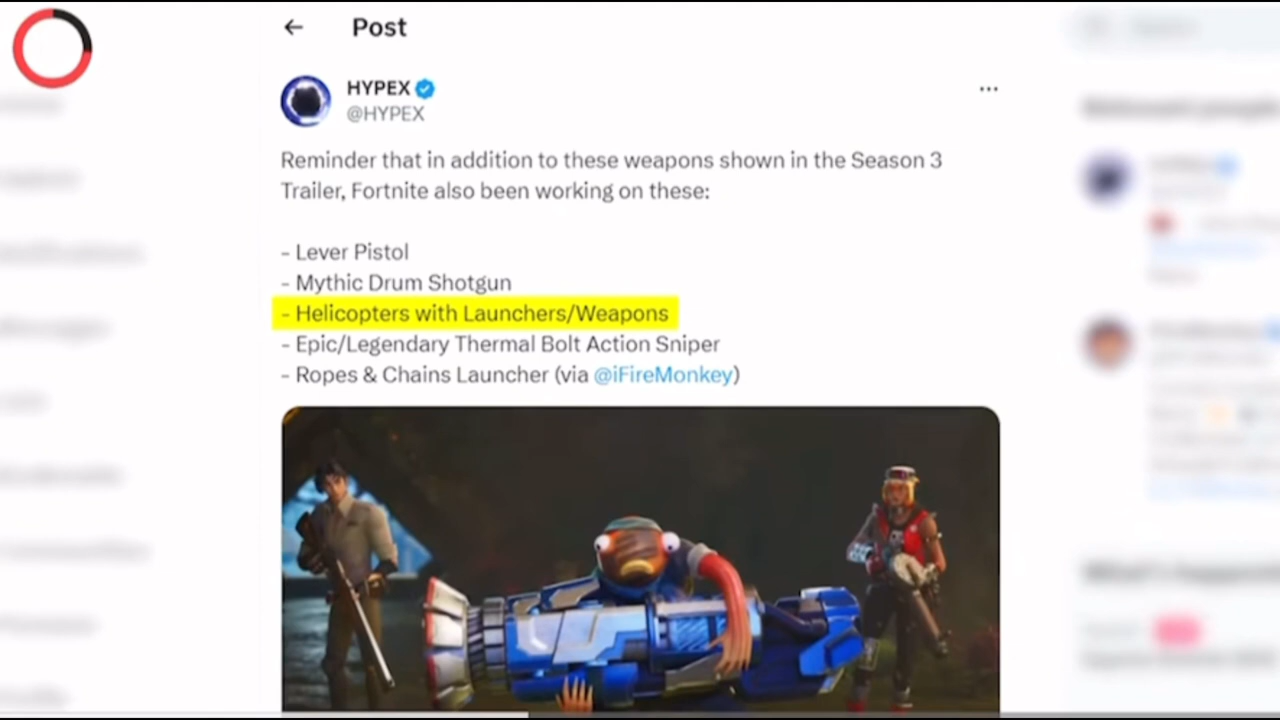 Post
HYPEX
@HYPEX
Reminder that in addition to these weapons shown in the Season 3
Trailer, Fortnite also been working on these:
- Lever Pistol
- Mythic Drum Shotgun
- Helicopters with Launchers/Weapons
- Epic/Legendary Thermal Bolt Action Sniper
- Ropes & Chains Launcher (via @iFireMonkey)